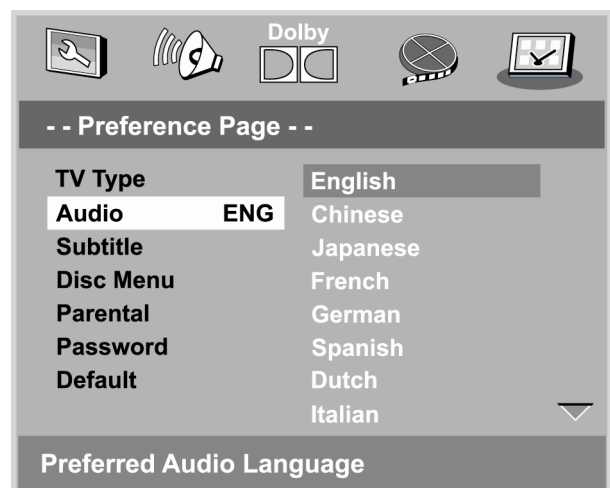 Dolby
- - Preference Page - -
TV Type
Audio ENG
Subtitle
Disc Menu
Parental
Password
Default
English
Chinese
Japanese
French
German
Spanish
Dutch
Italian
Preferred Audio Language